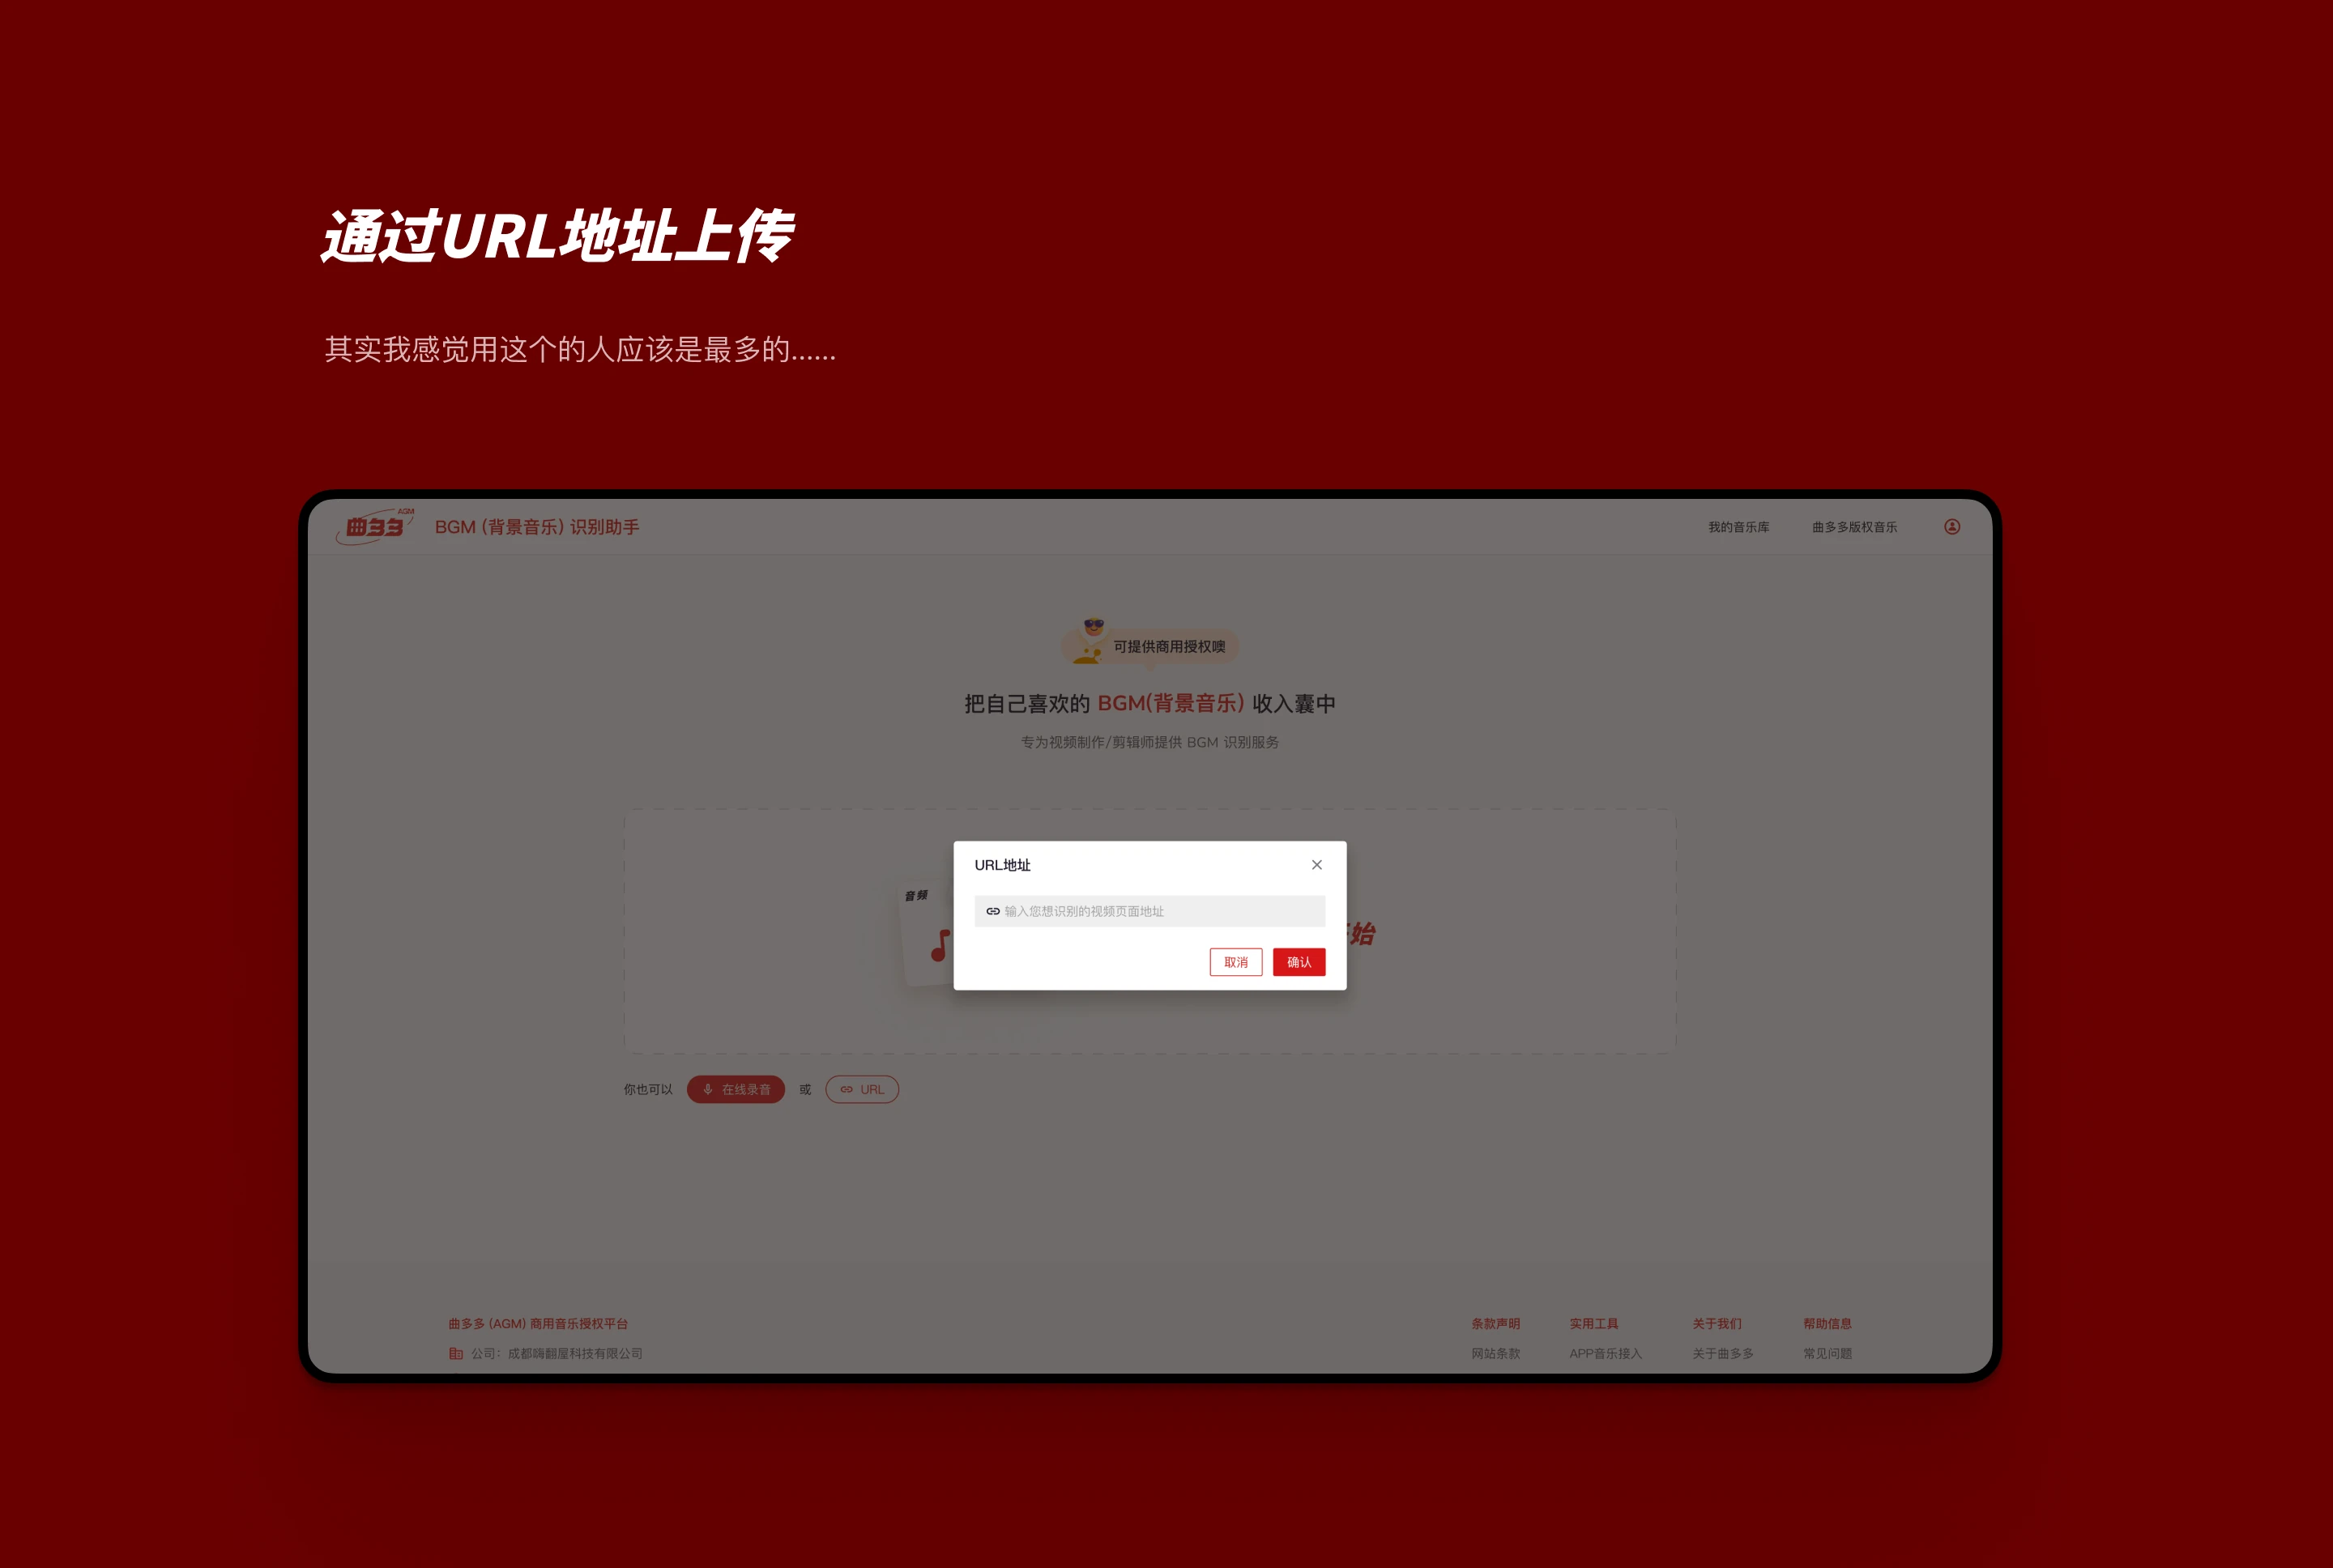 通过URL地址上传
其实我感觉用这个的人应该是最多的......
曲多多 AGM BGM (背景音乐) 识别助手 我的音乐库 曲多多版权音乐
可提供商用授权噢
把自己喜欢的 BGM(背景音乐) 收入囊中
专为视频制作/剪辑师提供 BGM 识别服务
URL地址
音频
输入您想识别的视频页面地址
始
取消 确认
你也可以 在线录音 或 URL
曲多多 (AGM) 商用音乐授权平台 条款声明 实用工具 关于我们 帮助信息
公司：成都嗨翻屋科技有限公司 网站条款 APP音乐接入 关于曲多多 常见问题